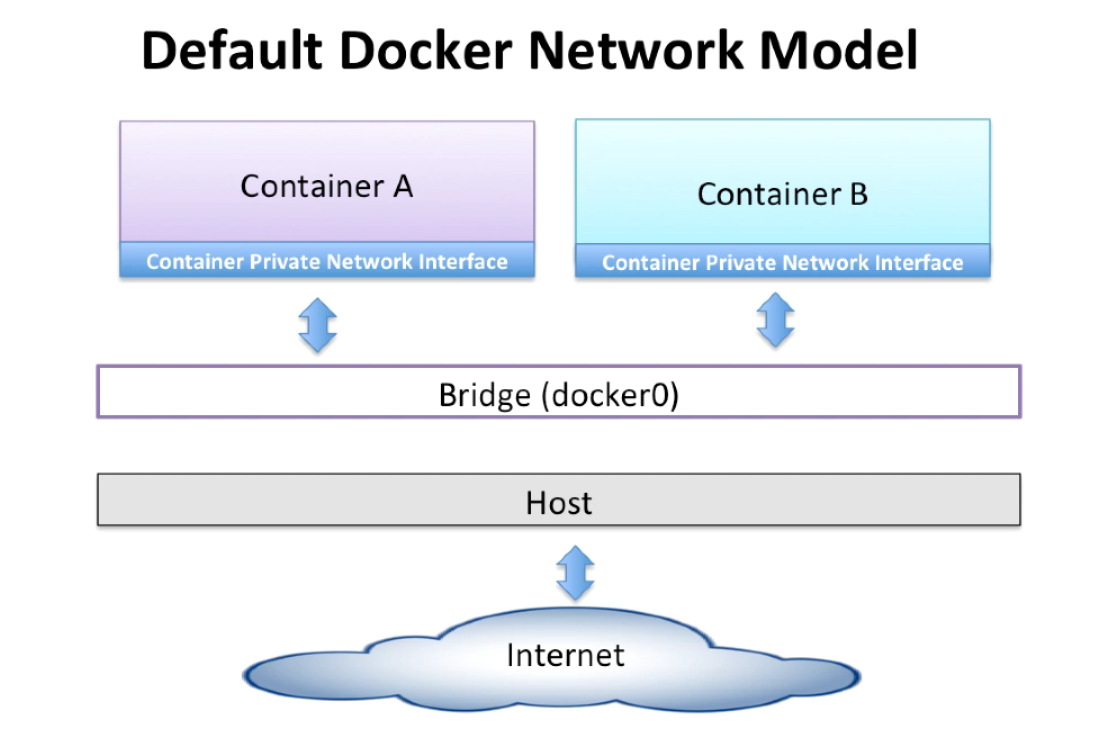 Default Docker Network Model
Container A
Container B
Container Private Network Interface
Container Private Network Interface
Bridge (docker0)
Host
Internet